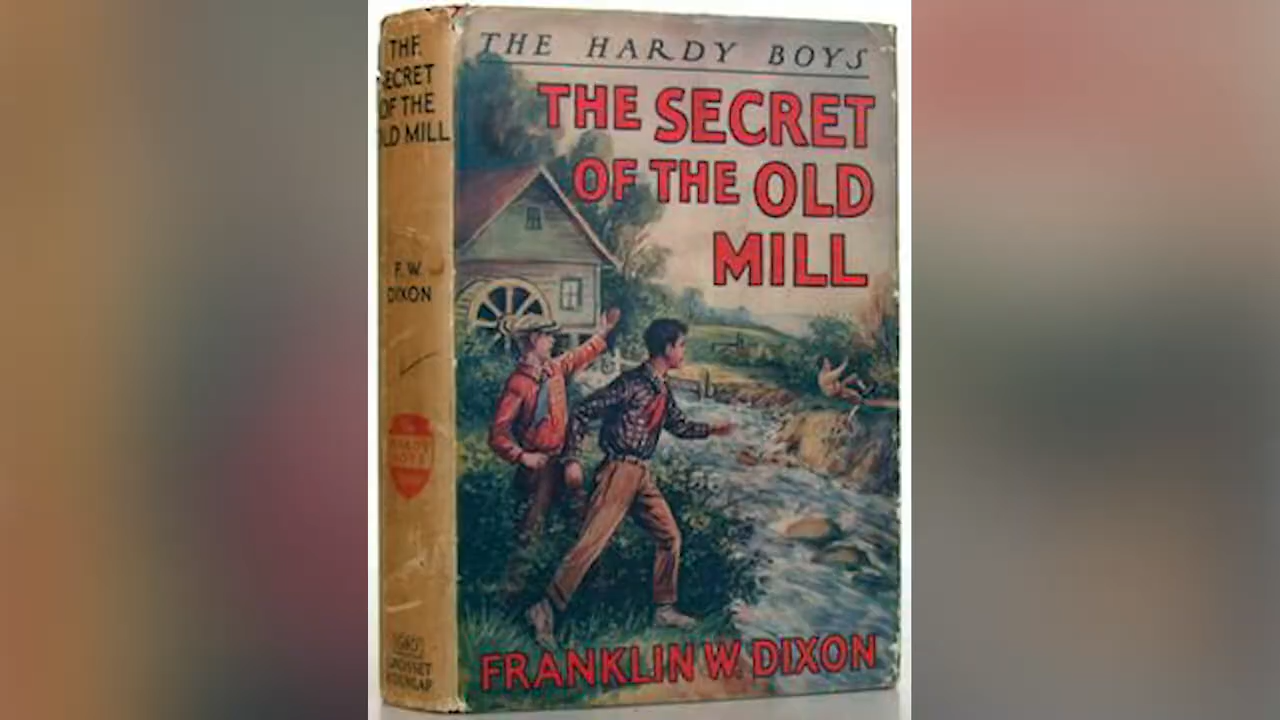 THE
SECRET
OF THE
OLD MILL
F. W.
DIXON
GROSSET
& DUNLAP
THE HARDY BOYS
THE SECRET
OF THE OLD
MILL
FRANKLIN W. DIXON